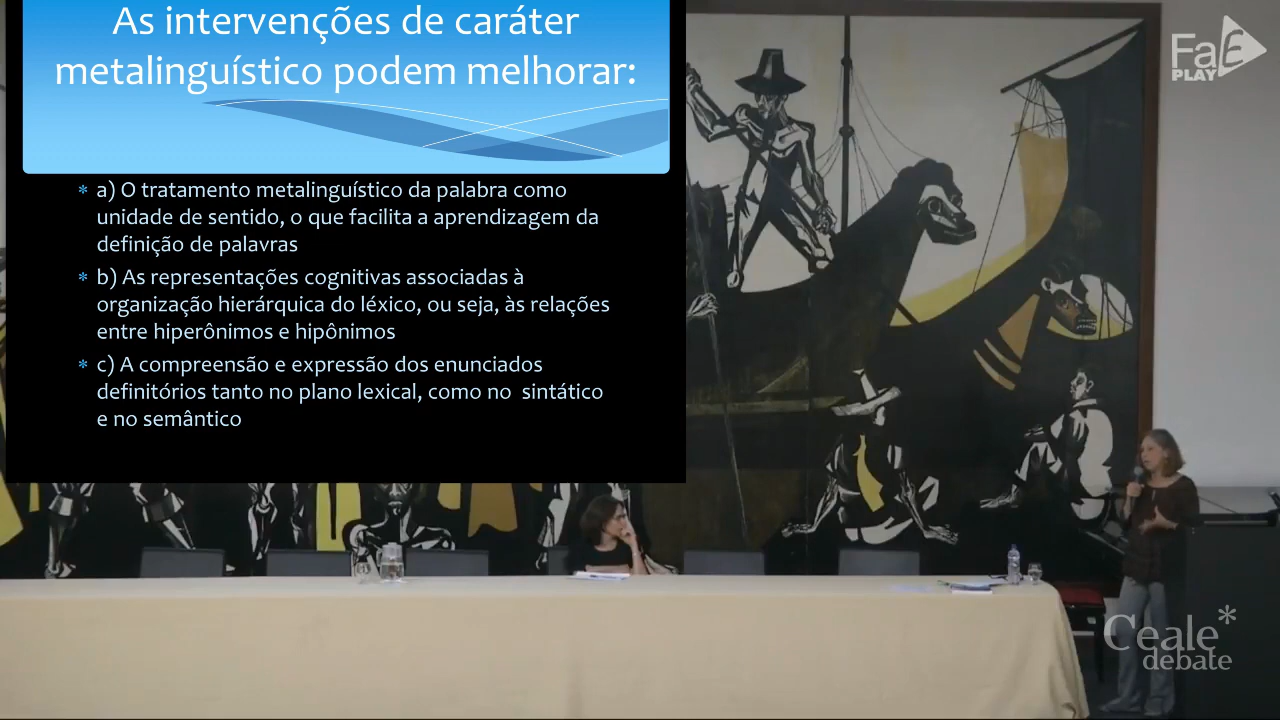 As intervenções de caráter
metalinguístico podem melhorar:
* a) O tratamento metalinguístico da palabra como
unidade de sentido, o que facilita a aprendizagem da
definição de palavras
* b) As representações cognitivas associadas à
organização hierárquica do léxico, ou seja, às relações
entre hiperônimos e hipônimos
* c) A compreensão e expressão dos enunciados
definitórios tanto no plano lexical, como no sintático
e no semântico
FaE
PLAY
Ceale*
debate